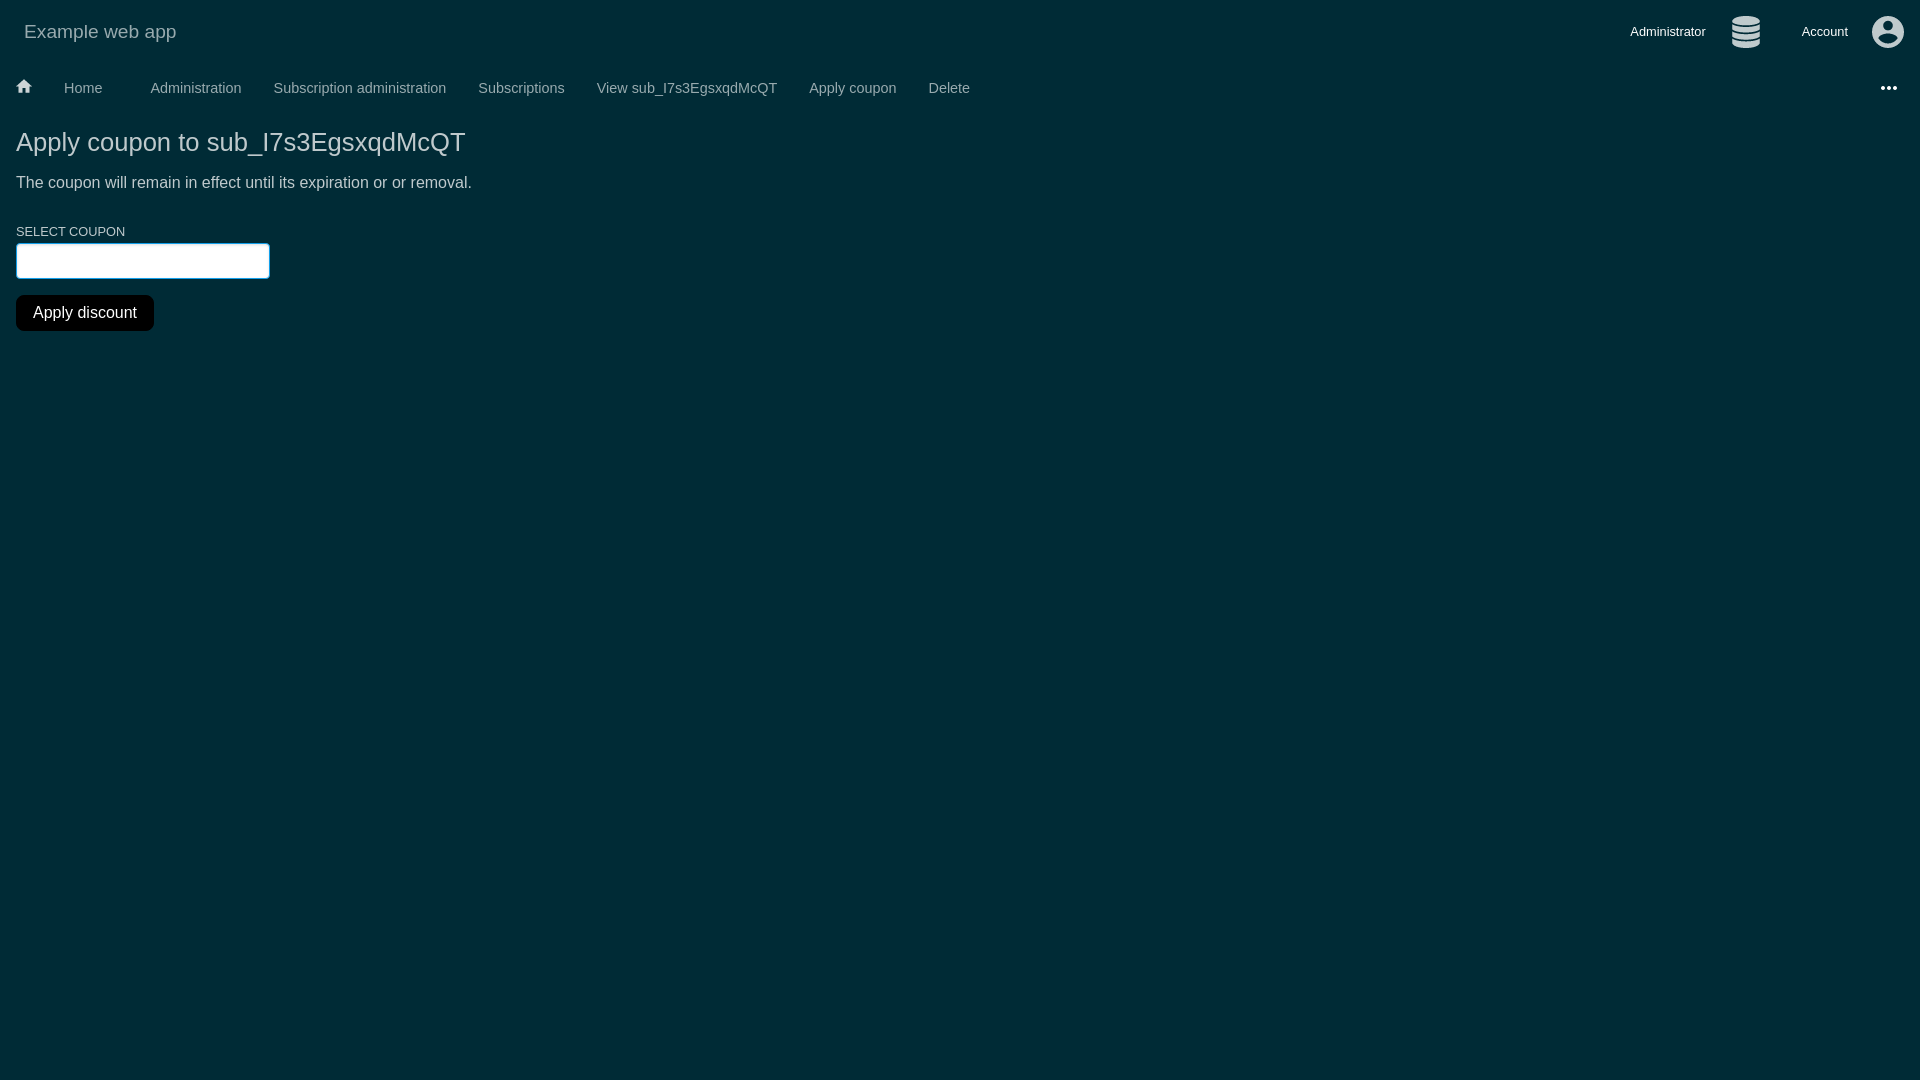 Example web app
Administrator
Account
Home
Administration
Subscription administration
Subscriptions
View sub_I7s3EgsxqdMcQT
Apply coupon
Delete
Apply coupon to sub_I7s3EgsxqdMcQT
The coupon will remain in effect until its expiration or or removal.
SELECT COUPON
Apply discount